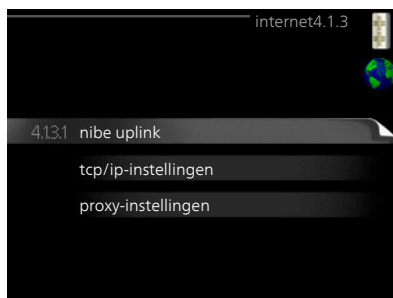 internet4.1.3
4.1.3.1 nibe uplink
tcp/ip-instellingen
proxy-instellingen